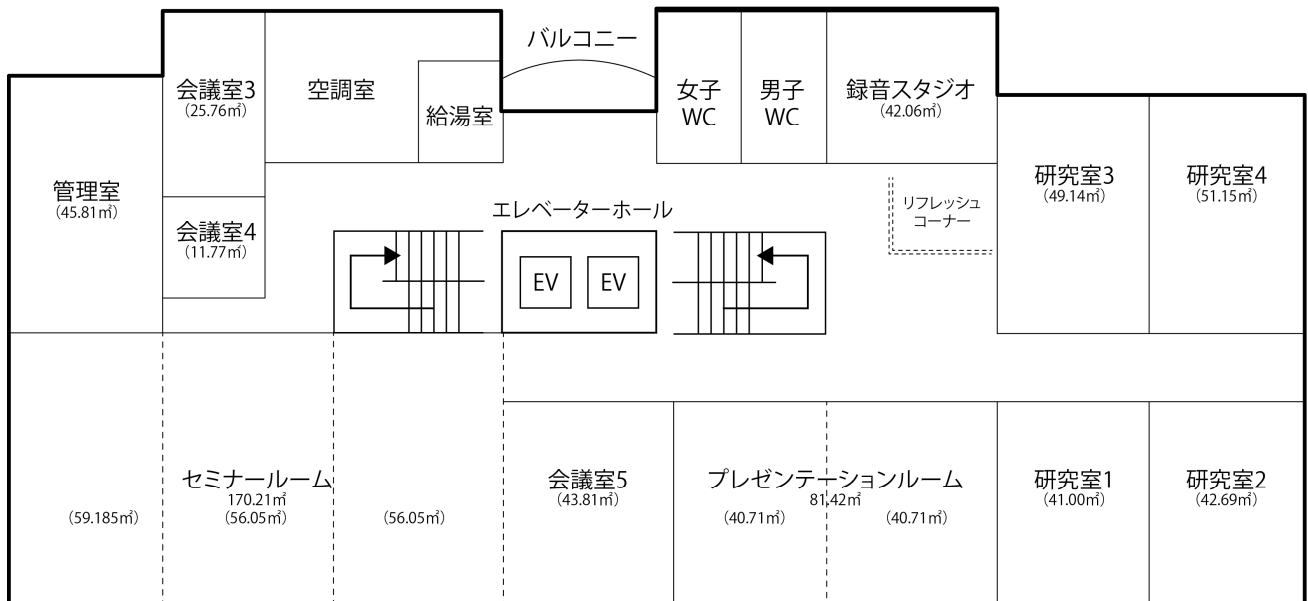 バルコニー
会議室3
(25.76㎡)
空調室
給湯室
女子
WC
男子
WC
録音スタジオ
(42.06㎡)
管理室
(45.81㎡)
会議室4
(11.77㎡)
エレベーターホール
EV
EV
リフレッシュ
コーナー
研究室3
(49.14㎡)
研究室4
(51.15㎡)
セミナールーム
170.21㎡
(59.185㎡)
(56.05㎡)
(56.05㎡)
会議室5
(43.81㎡)
プレゼンテーションルーム
81.42㎡
(40.71㎡)
(40.71㎡)
研究室1
(41.00㎡)
研究室2
(42.69㎡)